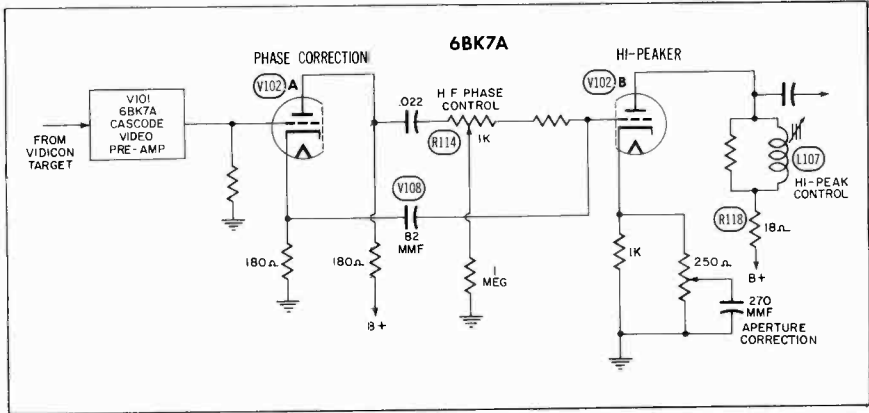 6BK7A
PHASE CORRECTION
HI-PEAKER
V102 A
V102 B
V101
6BK7A
CASCODE
VIDEO
PRE-AMP
FROM
VIDICON
TARGET
.022
H F PHASE
CONTROL
R114
1K
V108
82
MMF
180Ω
180Ω
B+
1
MEG
1K
250Ω
270
MMF
APERTURE
CORRECTION
L107
HI-PEAK
CONTROL
R118
18Ω
B+